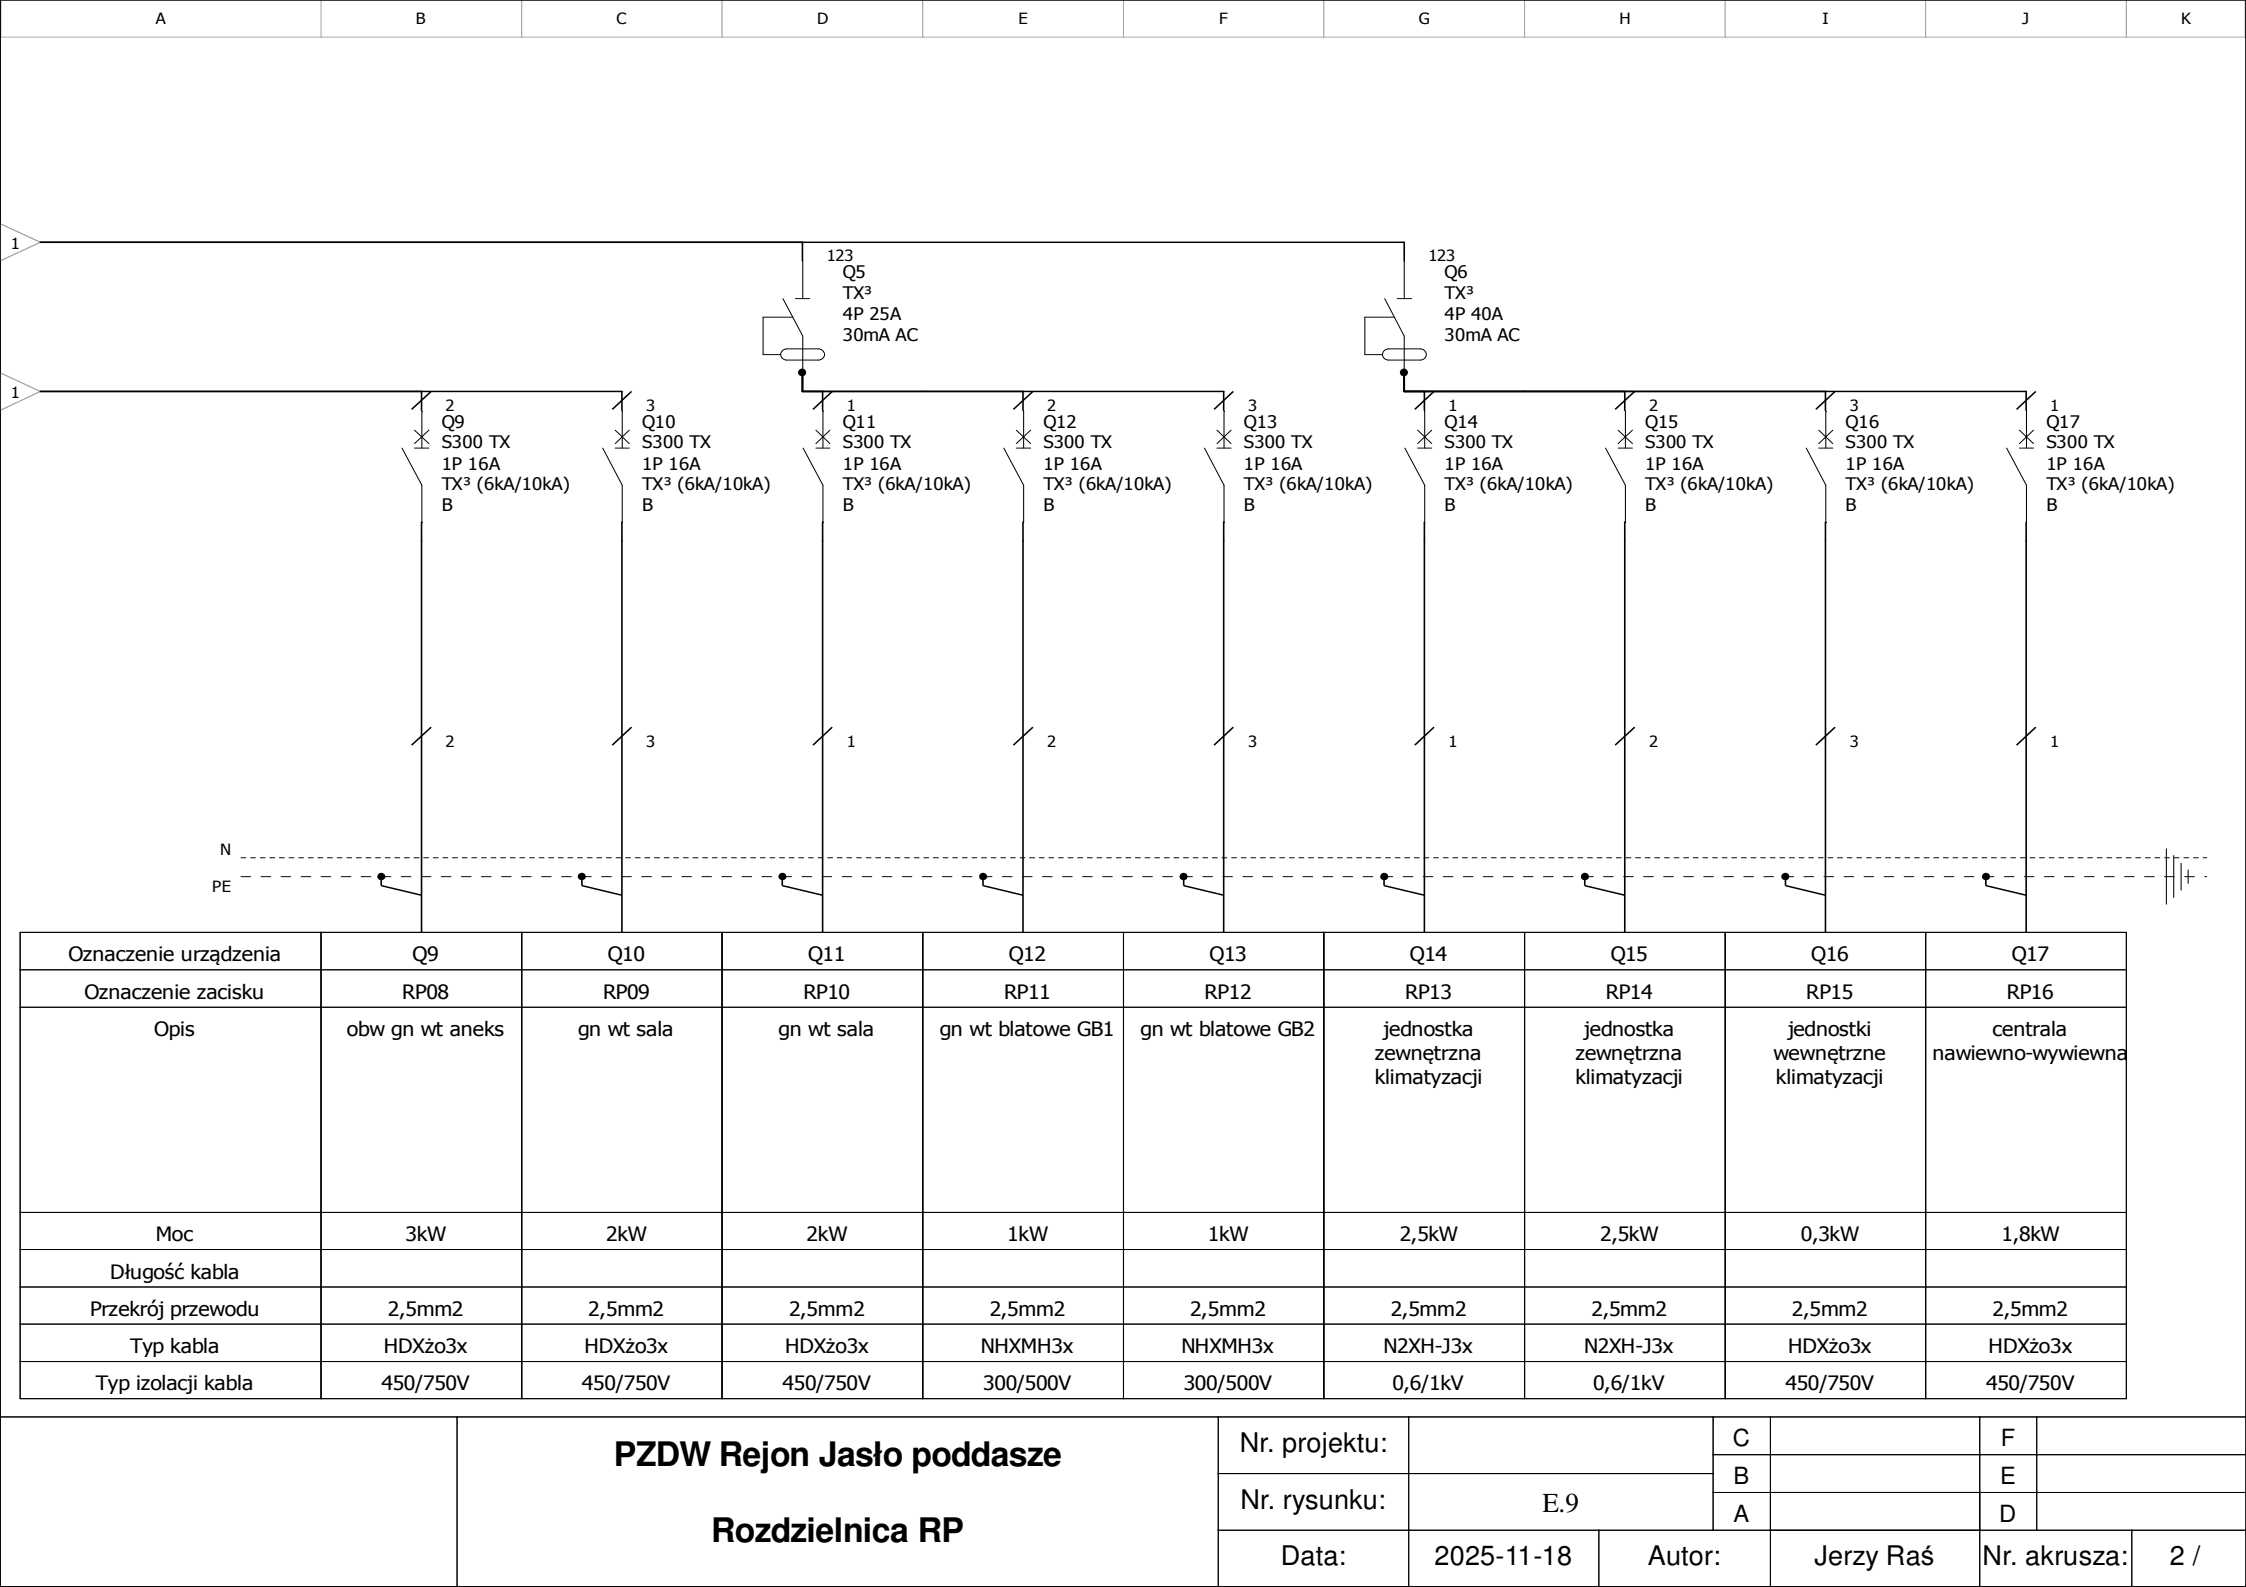 A B C D E F G H I J K
1
123 123
Q5 Q6
TX³ TX³
4P 25A 4P 40A
30mA AC 30mA AC
1
2 3 1 2 3 1 2 3 1
Q9 Q10 Q11 Q12 Q13 Q14 Q15 Q16 Q17
S300 TX S300 TX S300 TX S300 TX S300 TX S300 TX S300 TX S300 TX S300 TX
1P 16A 1P 16A 1P 16A 1P 16A 1P 16A 1P 16A 1P 16A 1P 16A 1P 16A
TX³ (6kA/10kA) TX³ (6kA/10kA) TX³ (6kA/10kA) TX³ (6kA/10kA) TX³ (6kA/10kA) TX³ (6kA/10kA) TX³ (6kA/10kA) TX³ (6kA/10kA) TX³ (6kA/10kA)
B B B B B B B B B
2 3 1 2 3 1 2 3 1
N
PE
Oznaczenie urządzenia Q9 Q10 Q11 Q12 Q13 Q14 Q15 Q16 Q17
Oznaczenie zacisku RP08 RP09 RP10 RP11 RP12 RP13 RP14 RP15 RP16
Opis obw gn wt aneks gn wt sala gn wt sala gn wt blatowe GB1 gn wt blatowe GB2 jednostka jednostka jednostki centrala
zewnętrzna zewnętrzna wewnętrzne nawiewno-wywiewna
klimatyzacji klimatyzacji klimatyzacji
Moc 3kW 2kW 2kW 1kW 1kW 2,5kW 2,5kW 0,3kW 1,8kW
Długość kabla
Przekrój przewodu 2,5mm2 2,5mm2 2,5mm2 2,5mm2 2,5mm2 2,5mm2 2,5mm2 2,5mm2 2,5mm2
Typ kabla HDXżo3x HDXżo3x HDXżo3x NHXMH3x NHXMH3x N2XH-J3x N2XH-J3x HDXżo3x HDXżo3x
Typ izolacji kabla 450/750V 450/750V 450/750V 300/500V 300/500V 0,6/1kV 0,6/1kV 450/750V 450/750V
PZDW Rejon Jasło poddasze
Rozdzielnica RP
Nr. projektu: C F
B E
Nr. rysunku: E.9
A D
Data: 2025-11-18 Autor: Jerzy Raś Nr. akrusza: 2 /